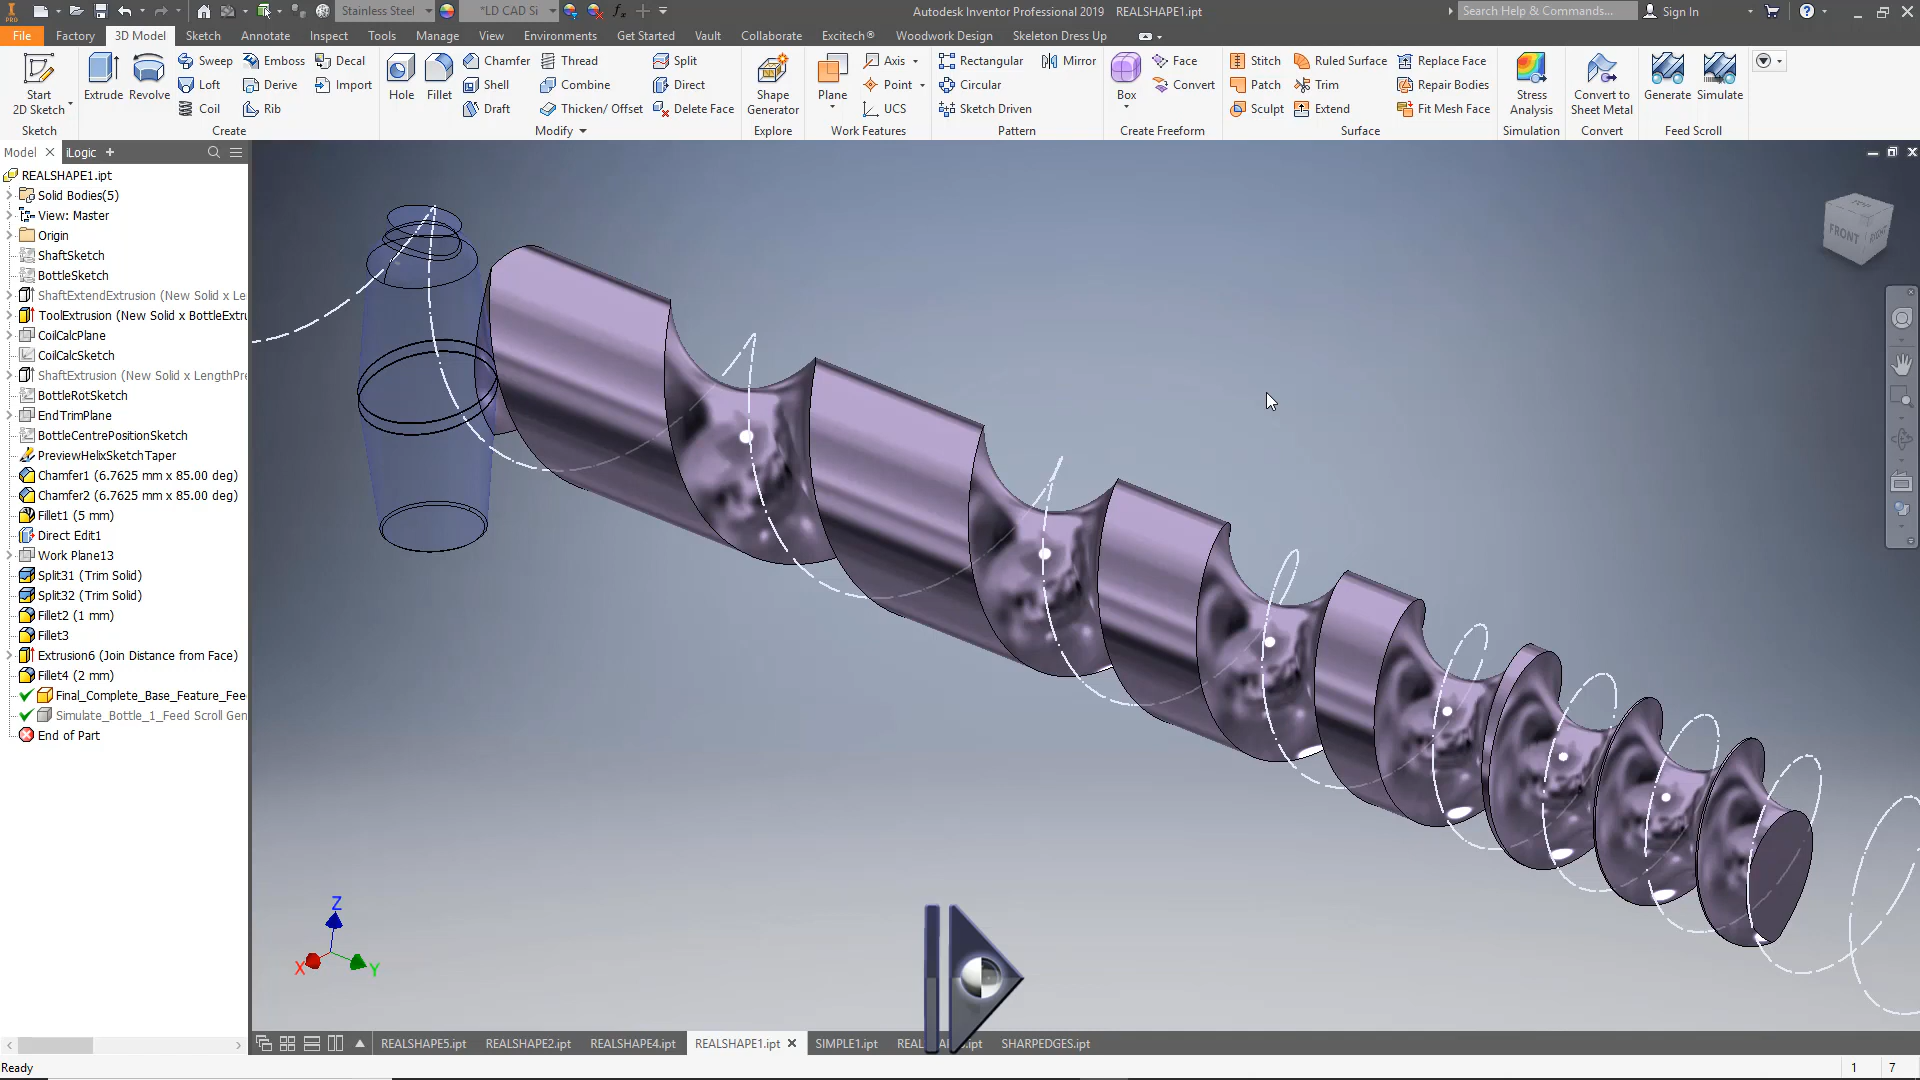 Stainless Steel
*LD CAD Si
Autodesk Inventor Professional 2019 REALSHAPE1.ipt
Search Help & Commands...
Sign In
PRO
File Factory 3D Model Sketch Annotate Inspect Tools Manage View Environments Get Started Vault Collaborate Excitech® Woodwork Design Skeleton Dress Up
Start
2D Sketch
Sketch
Extrude
Revolve
Sweep
Loft
Coil
Emboss
Derive
Rib
Decal
Import
Create
Hole
Fillet
Chamfer
Shell
Draft
Thread
Combine
Thicken/ Offset
Split
Direct
Delete Face
Modify
Shape
Generator
Explore
Plane
Axis
Point
UCS
Work Features
Rectangular
Circular
Sketch Driven
Mirror
Pattern
Box
Face
Convert
Create Freeform
Stitch
Patch
Sculpt
Ruled Surface
Trim
Extend
Replace Face
Repair Bodies
Fit Mesh Face
Surface
Stress
Analysis
Simulation
Convert to
Sheet Metal
Convert
Generate
Simulate
Feed Scroll
Model iLogic
REALSHAPE1.ipt
Solid Bodies(5)
View: Master
Origin
ShaftSketch
BottleSketch
ShaftExtendExtrusion (New Solid x Le
ToolExtrusion (New Solid x BottleExtru
CoilCalcPlane
CoilCalcSketch
ShaftExtrusion (New Solid x LengthPre
BottleRotSketch
EndTrimPlane
BottleCentrePositionSketch
PreviewHelixSketchTaper
Chamfer1 (6.7625 mm x 85.00 deg)
Chamfer2 (6.7625 mm x 85.00 deg)
Fillet1 (5 mm)
Direct Edit1
Work Plane13
Split31 (Trim Solid)
Split32 (Trim Solid)
Fillet2 (1 mm)
Fillet3
Extrusion6 (Join Distance from Face)
Fillet4 (2 mm)
Final_Complete_Base_Feature_Fee
Simulate_Bottle_1_Feed Scroll Gen
End of Part
TOP
FRONT
RIGHT
Z
X
Y
REALSHAPE5.ipt REALSHAPE2.ipt REALSHAPE4.ipt REALSHAPE1.ipt SIMPLE1.ipt SHARPEDGES.ipt
Ready
1 7